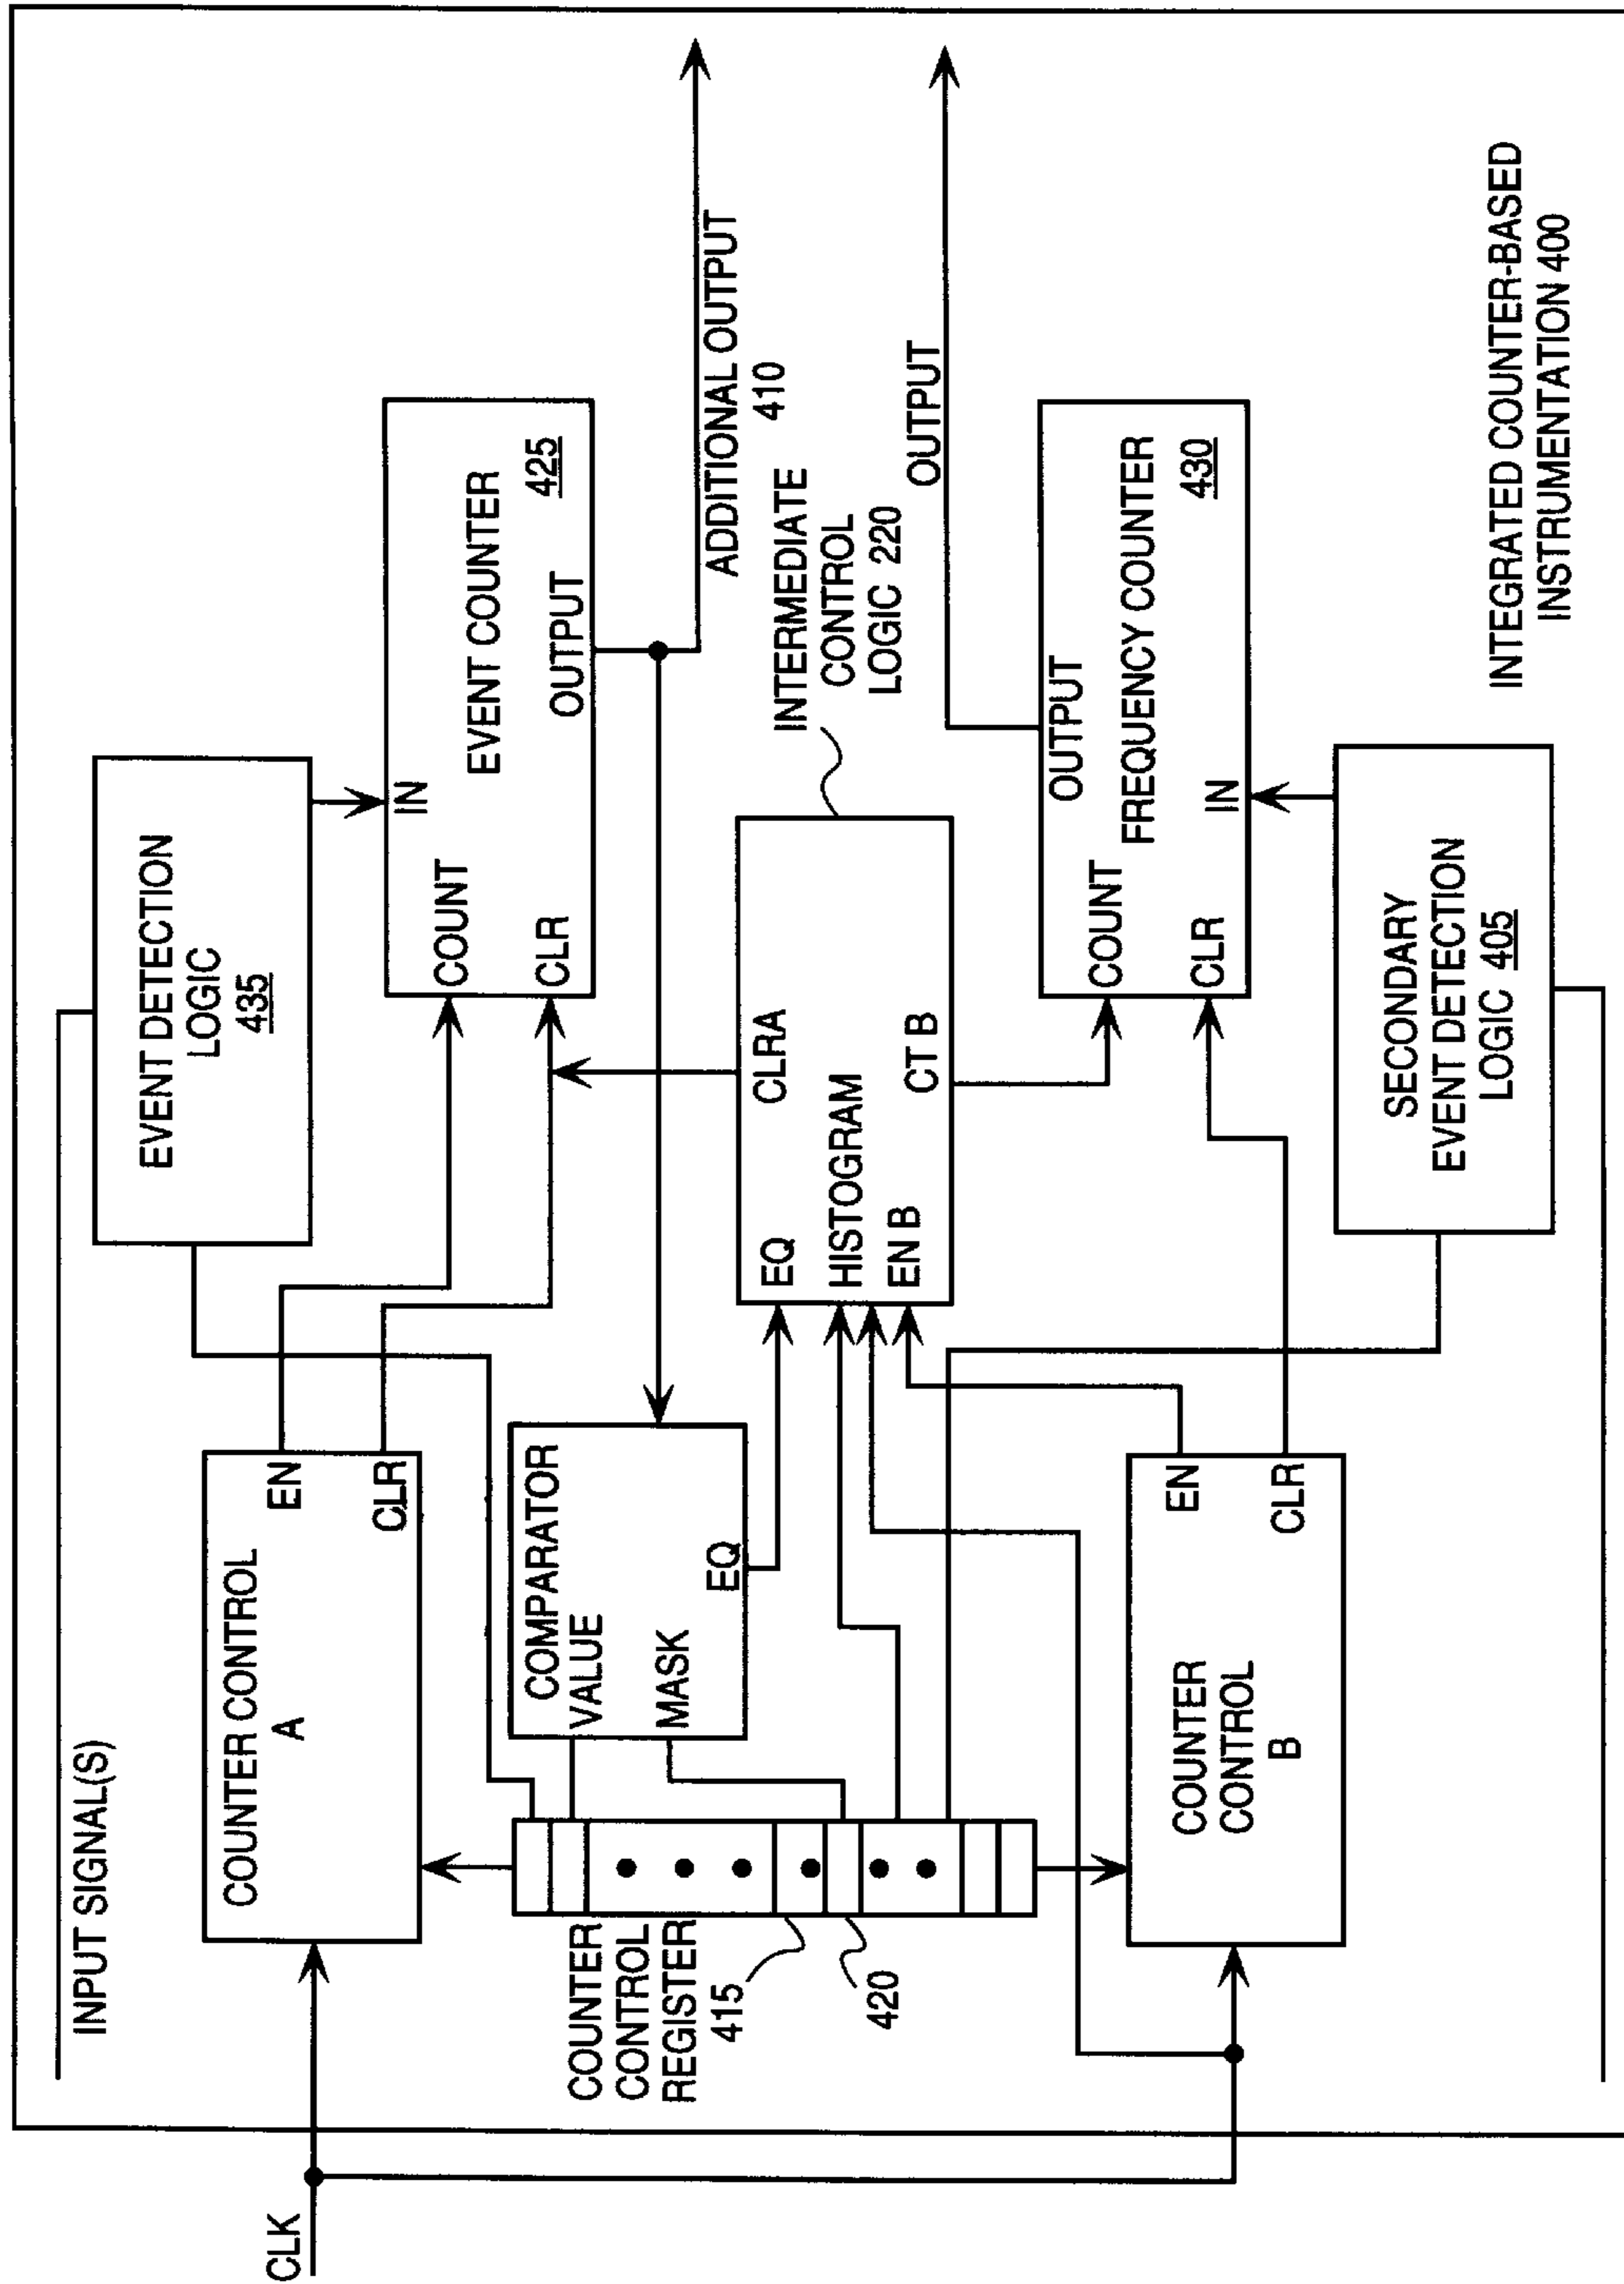 INPUT SIGNAL(S)
CLK
EVENT DETECTION
LOGIC
435
COUNTER CONTROL
A
EN
CLR
IN
COUNT
CLR
EVENT COUNTER
425
OUTPUT
ADDITIONAL OUTPUT
410
COUNTER
CONTROL
REGISTER
415
420
COMPARATOR
VALUE
MASK
EQ
EQ
CLRA
HISTOGRAM
EN B
CT B
INTERMEDIATE
CONTROL
LOGIC 220
OUTPUT
COUNTER
CONTROL
B
EN
CLR
COUNT
OUTPUT
FREQUENCY COUNTER
430
CLR
IN
SECONDARY
EVENT DETECTION
LOGIC 405
INTEGRATED COUNTER-BASED
INSTRUMENTATION 400